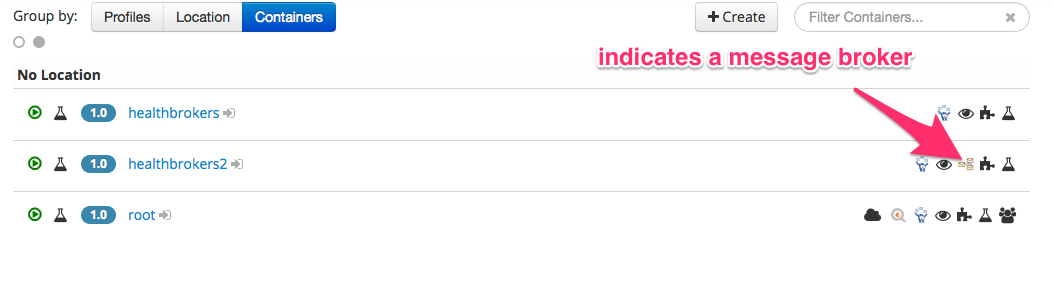 Group by: Profiles Location Containers + Create Filter Containers...
indicates a message broker
No Location
1.0 healthbrokers
1.0 healthbrokers2
1.0 root